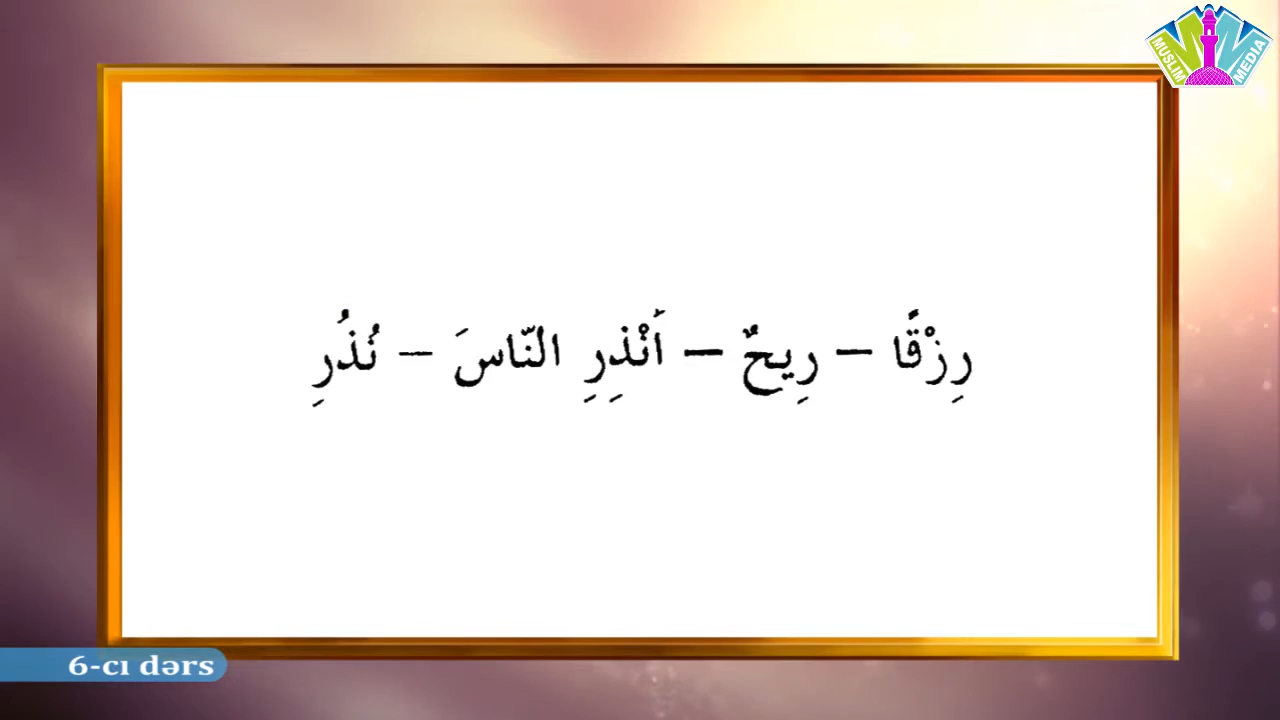 MUSLIM MEDIA
رِزْقًا – رِيحٌ – اَنْذِرِ النَّاسَ – نُذُرِ
6-cı dərs